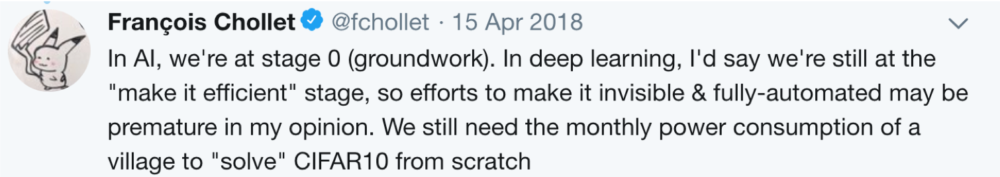 François Chollet @fchollet · 15 Apr 2018
In AI, we're at stage 0 (groundwork). In deep learning, I'd say we're still at the
"make it efficient" stage, so efforts to make it invisible & fully-automated may be
premature in my opinion. We still need the monthly power consumption of a
village to "solve" CIFAR10 from scratch